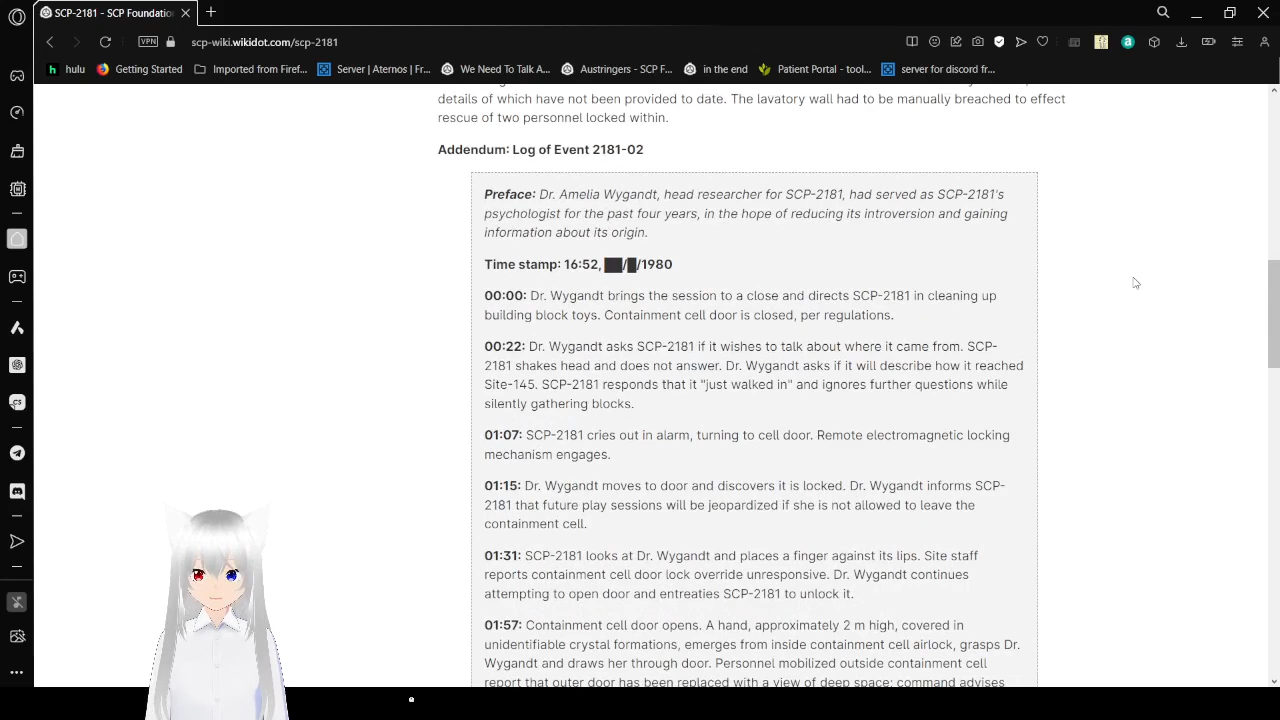 SCP-2181 - SCP Foundatio
scp-wiki.wikidot.com/scp-2181
VPN
hulu
Getting Started
Imported from Firef...
Server | Aternos | Fr...
We Need To Talk A...
Austringers - SCP F...
in the end
Patient Portal - tool...
server for discord fr...
details of which have not been provided to date. The lavatory wall had to be manually breached to effect
rescue of two personnel locked within.
Addendum: Log of Event 2181-02
Preface: Dr. Amelia Wygandt, head researcher for SCP-2181, had served as SCP-2181's
psychologist for the past four years, in the hope of reducing its introversion and gaining
information about its origin.
Time stamp: 16:52, ██/█/1980
00:00: Dr. Wygandt brings the session to a close and directs SCP-2181 in cleaning up
building block toys. Containment cell door is closed, per regulations.
00:22: Dr. Wygandt asks SCP-2181 if it wishes to talk about where it came from. SCP-
2181 shakes head and does not answer. Dr. Wygandt asks if it will describe how it reached
Site-145. SCP-2181 responds that it "just walked in" and ignores further questions while
silently gathering blocks.
01:07: SCP-2181 cries out in alarm, turning to cell door. Remote electromagnetic locking
mechanism engages.
01:15: Dr. Wygandt moves to door and discovers it is locked. Dr. Wygandt informs SCP-
2181 that future play sessions will be jeopardized if she is not allowed to leave the
containment cell.
01:31: SCP-2181 looks at Dr. Wygandt and places a finger against its lips. Site staff
reports containment cell door lock override unresponsive. Dr. Wygandt continues
attempting to open door and entreaties SCP-2181 to unlock it.
01:57: Containment cell door opens. A hand, approximately 2 m high, covered in
unidentifiable crystal formations, emerges from inside containment cell airlock, grasps Dr.
Wygandt and draws her through door. Personnel mobilized outside containment cell
report that outer door has been replaced with a view of deep space; command advises